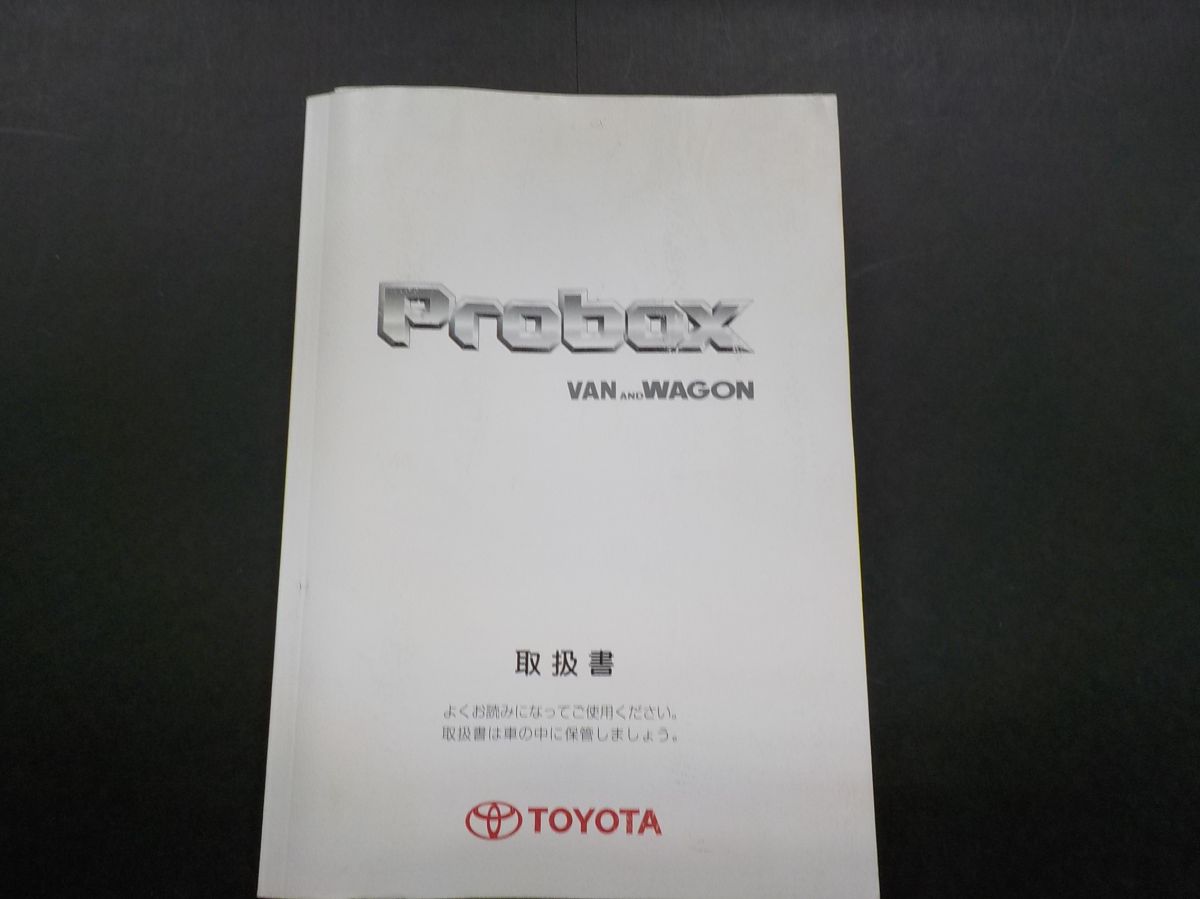 Probox
VAN AND WAGON
取扱書
よくお読みになってご使用ください。
取扱書は車の中に保管しましょう。
TOYOTA